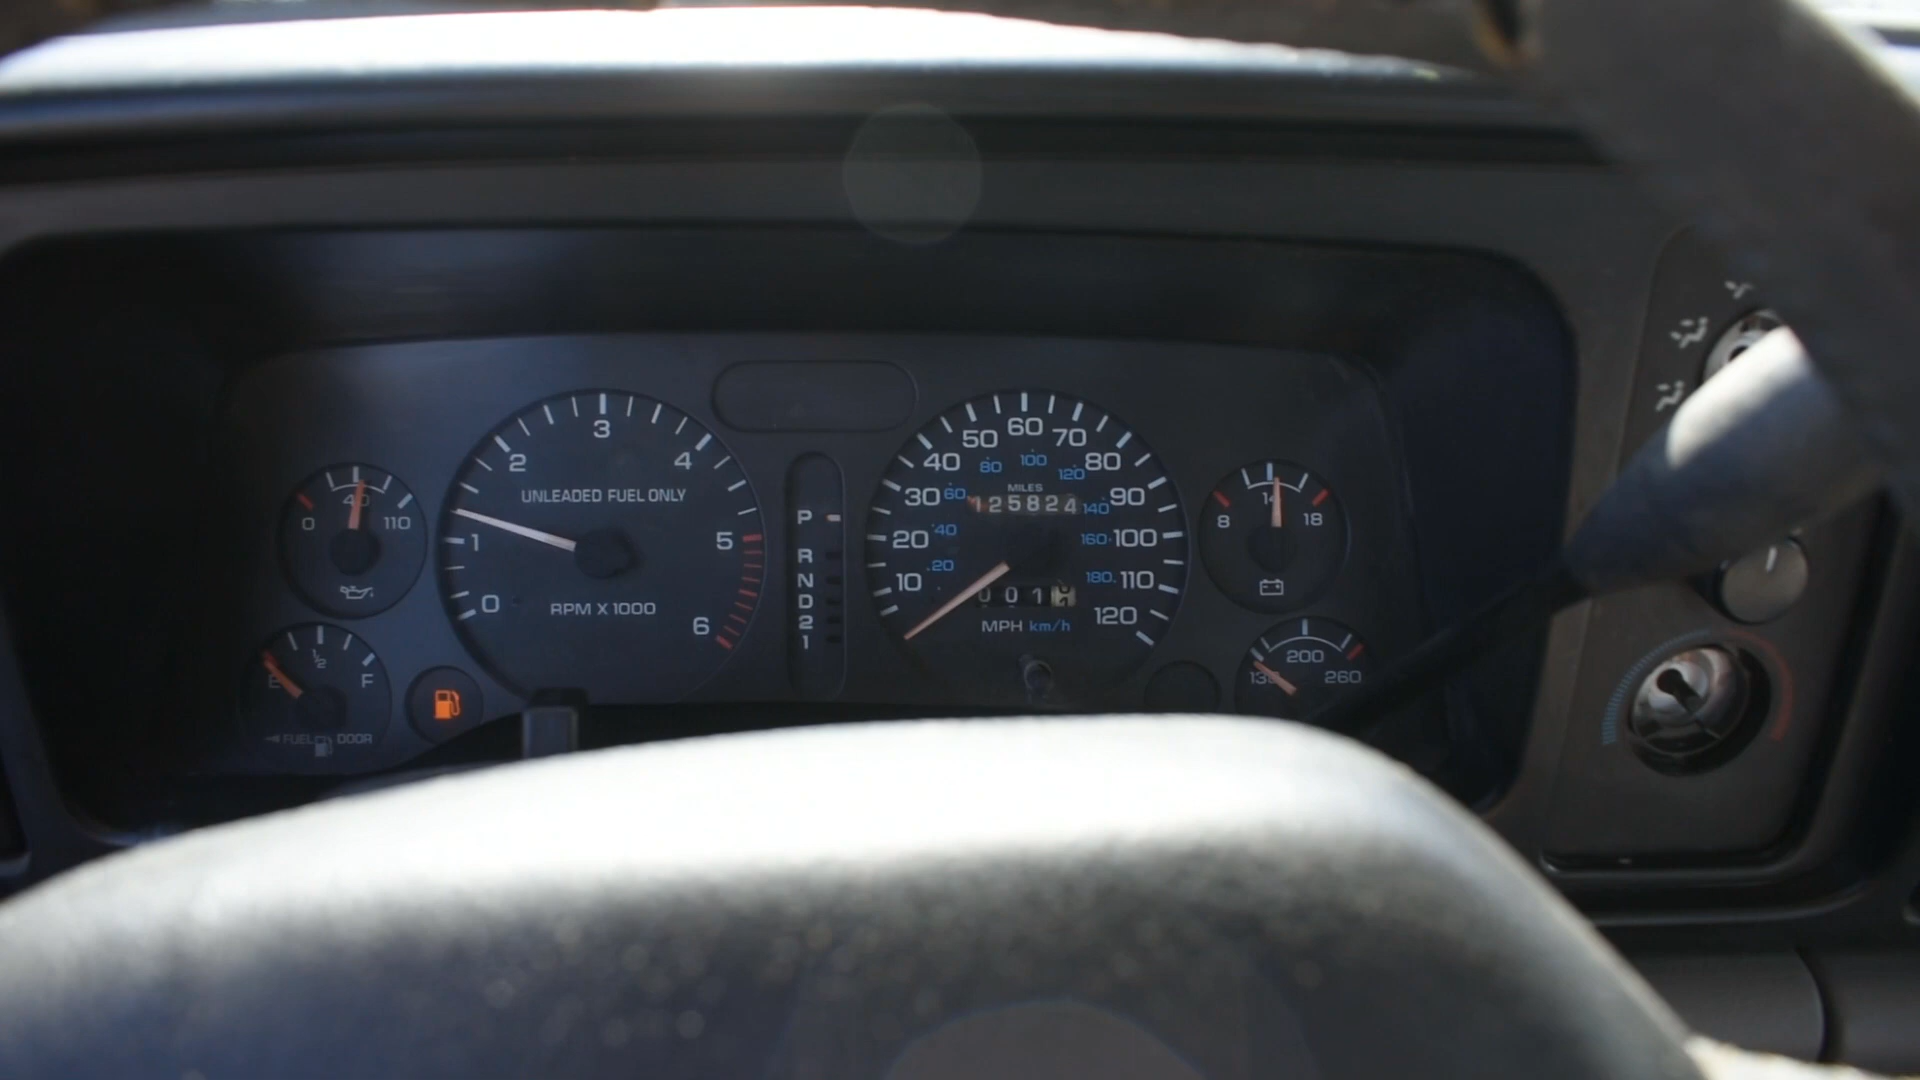 0 40 110
E 1/2 F
FUEL DOOR
0 1 2 3 4 5 6
UNLEADED FUEL ONLY
RPM X 1000
P
R
N
D
2
1
10 20 30 40 50 60 70 80 90 100 110 120
20 40 60 80 100 120 140 160 180
MILES
125824
001
MPH km/h
8 14 18
200 260